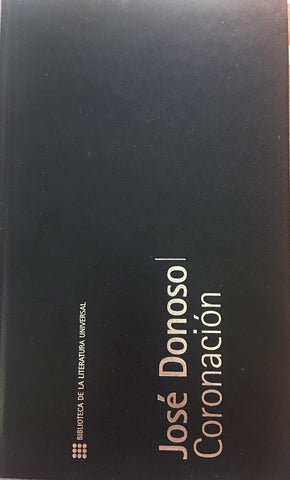 BIBLIOTECA DE LA LITERATURA UNIVERSAL
José Donoso|
Coronación